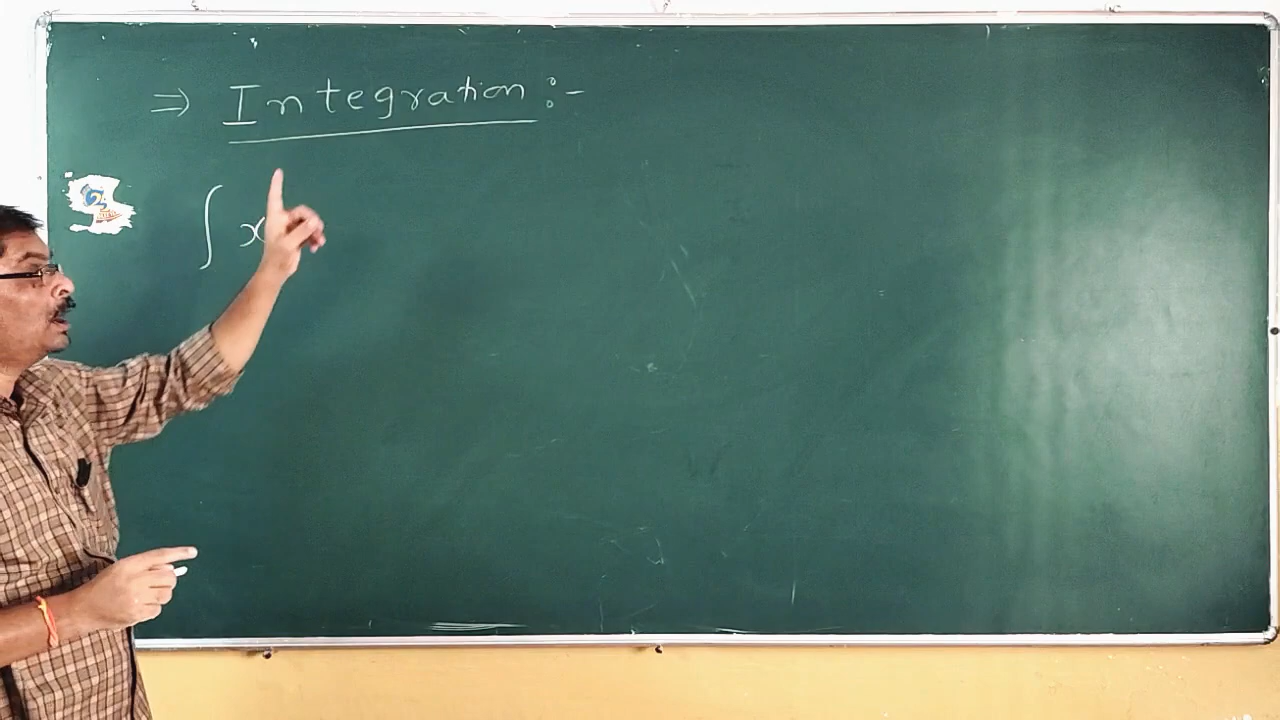 ⇒ Integration :-
∫ x